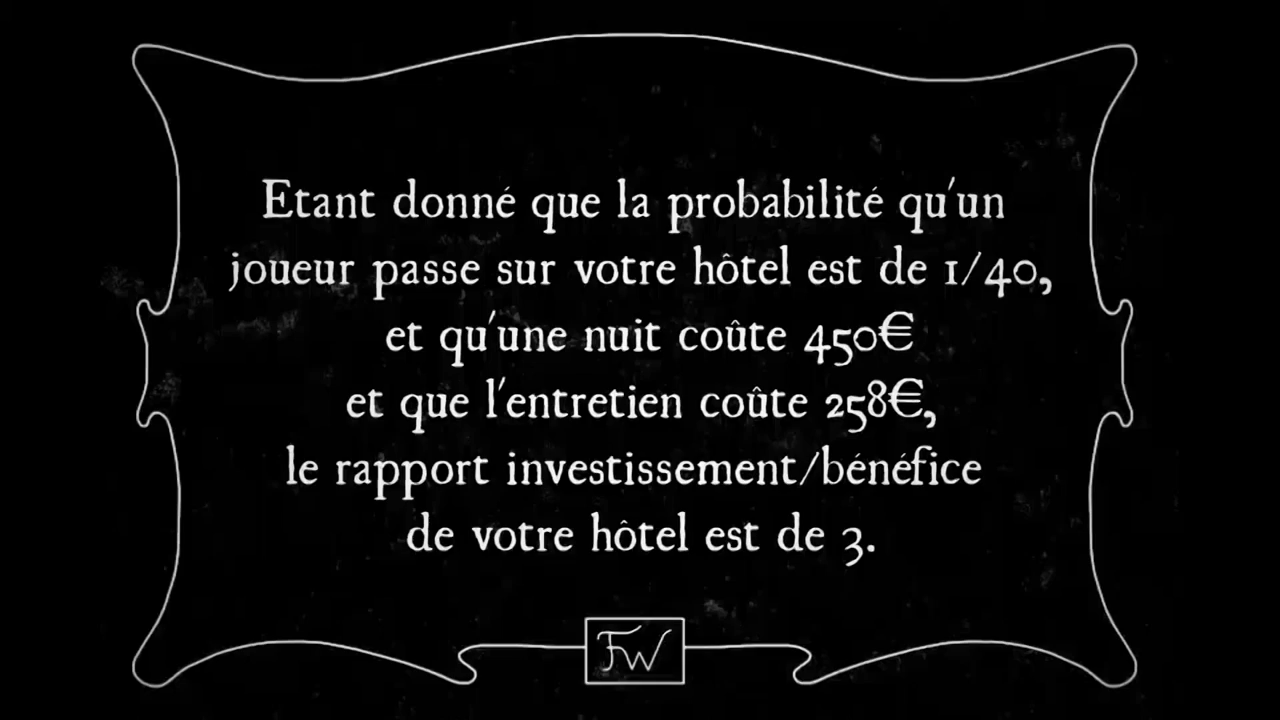 Etant donné que la probabilité qu'un
joueur passe sur votre hôtel est de 1/40,
et qu'une nuit coûte 450€
et que l'entretien coûte 258€,
le rapport investissement/bénéfice
de votre hôtel est de 3.
FW